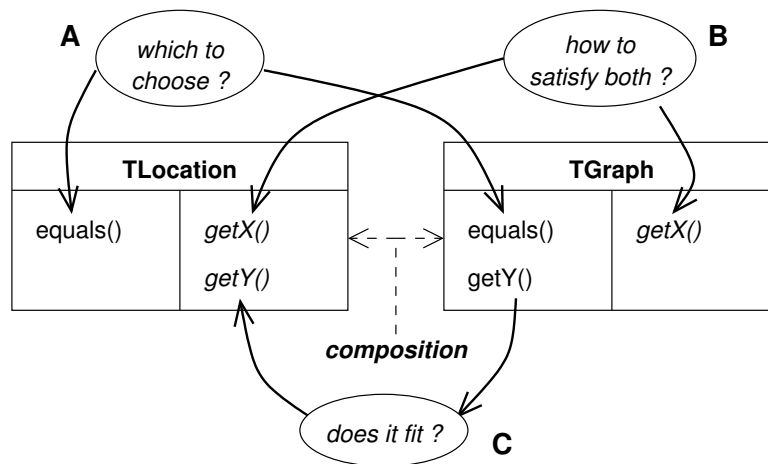 A
which to
choose ?
how to
satisfy both ?
B
TLocation
TGraph
equals()
getX()
equals()
getX()
getY()
getY()
composition
does it fit ?
C